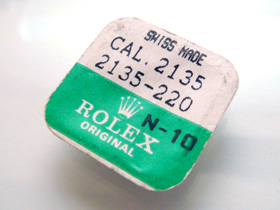 SWISS MADE
CAL. 2135
2135-220
N-10
ROLEX
ORIGINAL